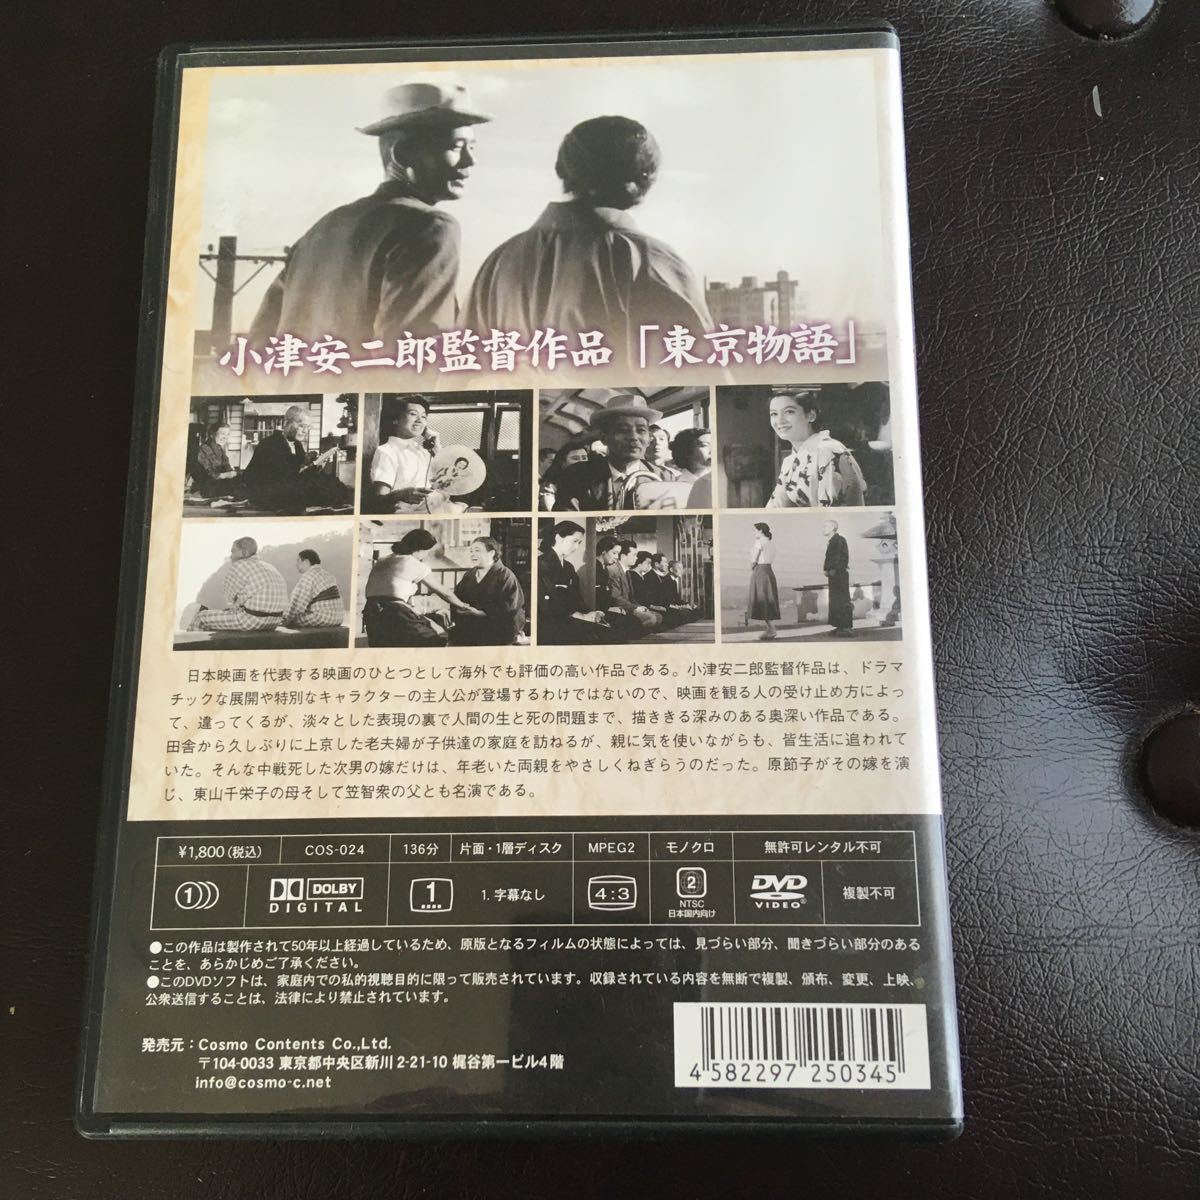 小津安二郎監督作品「東京物語」
日本映画を代表する映画のひとつとして海外でも評価の高い作品である。小津安二郎監督作品は、ドラマ
チックな展開や特別なキャラクターの主人公が登場するわけではないので、映画を観る人の受け止め方によっ
て、違ってくるが、淡々とした表現の裏で人間の生と死の問題まで、描ききる深みのある奥深い作品である。
田舎から久しぶりに上京した老夫婦が子供達の家庭を訪ねるが、親に気を使いながらも、皆生活に追われて
いた。そんな中戦死した次男の嫁だけは、年老いた両親をやさしくねぎらうのだった。原節子がその嫁を演
じ、東山千栄子の母そして笠智衆の父とも名演である。
¥1,800(税込) COS-024 136分 片面・1層ディスク MPEG2 モノクロ 無許可レンタル不可
1 DOLBY DIGITAL 1 1. 字幕なし 4:3 2 NTSC 日本国内向け DVD VIDEO 複製不可
●この作品は製作されて50年以上経過しているため、原版となるフィルムの状態によっては、見づらい部分、聞きづらい部分のある
ことを、あらかじめご了承ください。
●このDVDソフトは、家庭内での私的視聴目的に限って販売されています。収録されている内容を無断で複製、頒布、変更、上映、
公衆送信することは、法律により禁止されています。
発売元：Cosmo Contents Co.,Ltd.
〒104-0033 東京都中央区新川 2-21-10 梶谷第一ビル4階
info@cosmo-c.net
4 582297 250345